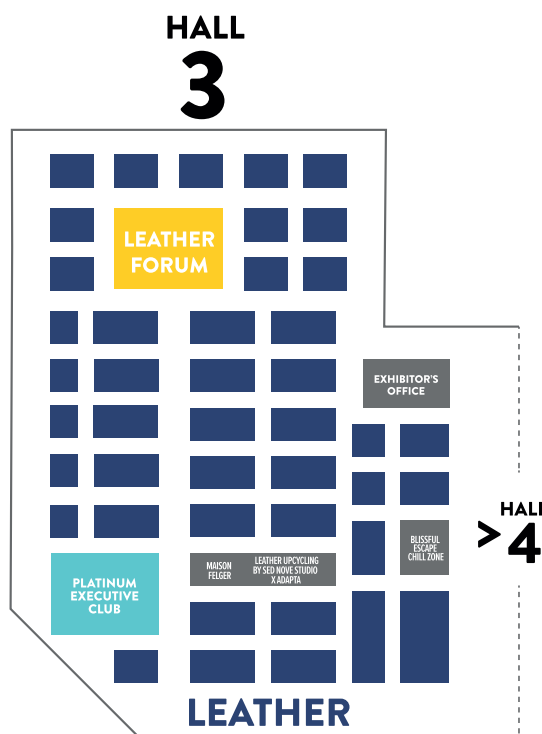 HALL
3
LEATHER
FORUM
EXHIBITOR'S
OFFICE
HALL
> 4
BLISSFUL
ESCAPE
CHILL ZONE
MAISON
FELGER
LEATHER UPCYCLING
BY SED NOVE STUDIO
X ADAPTA
PLATINUM
EXECUTIVE
CLUB
LEATHER